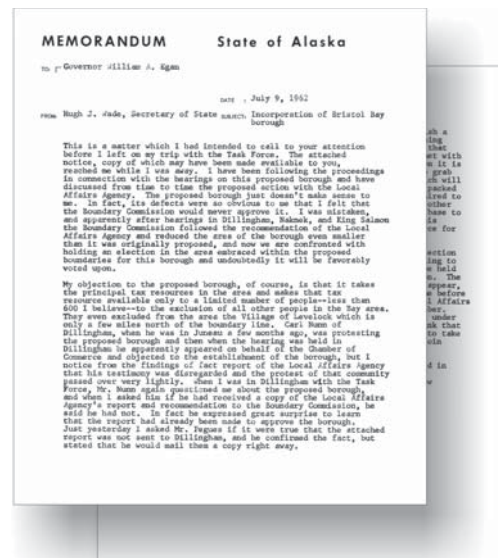 MEMORANDUM State of Alaska
TO: Governor William A. Egan
DATE : July 9, 1962
FROM: Hugh J. Wade, Secretary of State SUBJECT: Incorporation of Bristol Bay
borough
This is a matter which I had intended to call to your attention
before I left on my trip with the Task Force. The attached
notice, copy of which may have been made available to you,
reached me while I was away. I have been following the proceedings
in connection with the hearings on this proposed borough and have
discussed from time to time the proposed action with the Local
Affairs Agency. The proposed borough just doesn't make sense to
me. In fact, its defects were so obvious to me that I felt that
the Boundary Commission would never approve it. I was mistaken,
and apparently after hearings in Dillingham, Naknek, and King Salmon
the Boundary Commission followed the recommendation of the Local
Affairs Agency and reduced the area of the borough even smaller
than it was originally proposed, and now we are confronted with
holding an election in the area embraced within the proposed
boundaries for this borough and undoubtedly it will be favorably
voted upon.
My objection to the proposed borough, of course, is that it takes
the principal tax resources in the area and makes that tax
resource available only to a limited number of people--less than
600 I believe--to the exclusion of all other people in the Bay area.
They even excluded from the area the Village of Levelock which is
only a few miles north of the boundary line. Carl Nunn of
Dillingham, when he was in Juneau a few months ago, was protesting
the proposed borough and then when the hearing was held in
Dillingham he apparently appeared on behalf of the Chamber of
Commerce and objected to the establishment of the borough, but I
notice from the findings of fact report of the Local Affairs Agency
that his testimony was disregarded and the protest of that community
passed over very lightly. When I was in Dillingham with the Task
Force, Mr. Nunn again questioned me about the proposed borough,
and when I asked him if he had received a copy of the Local Affairs
Agency's report and recommendation to the Boundary Commission, he
said he had not. In fact he expressed great surprise to learn
that the report had already been made to approve the borough.
Just yesterday I asked Mr. Pegues if it were true that the attached
report was not sent to Dillingham, and he confirmed the fact, but
stated that he would mail them a copy right away.